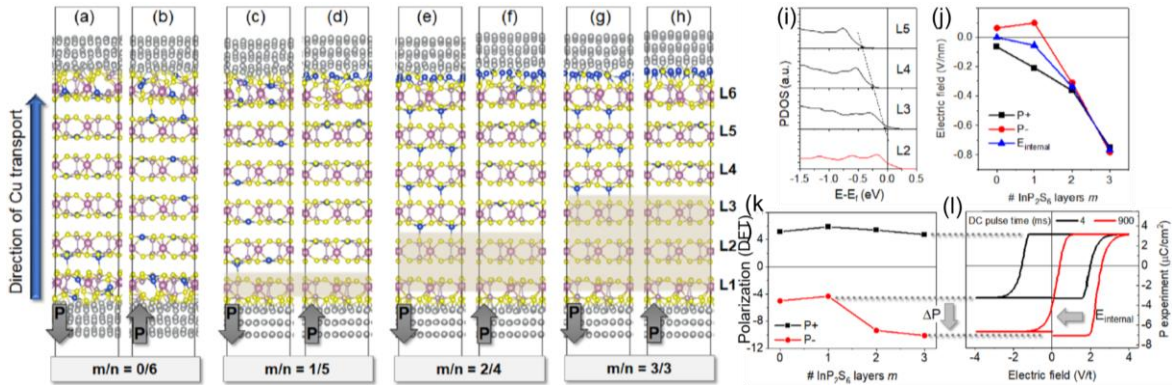 (a)
(b)
(c)
(d)
(e)
(f)
(g)
(h)
Direction of Cu transport
L6
L5
L4
L3
L2
L1
P
P
P
P
P
P
P
P
m/n = 0/6
m/n = 1/5
m/n = 2/4
m/n = 3/3
(i)
PDOS (a.u.)
L5
L4
L3
L2
-1.5 -1.0 -0.5 0.0 0.5
E-Ef (eV)
(j)
Electric field (V/nm)
0.0
-0.2
-0.4
-0.6
-0.8
P+
P-
Einternal
0 1 2 3
# InP2S6 layers m
(k)
Polarization (DFT)
12
8
4
0
-4
-8
-12
P+
P-
ΔP
0 1 2 3
# InP2S6 layers m
(l)
DC pulse time (ms) 4 900
Einternal
4
2
0
-2
-4
-6
-8
P experiment (μC/cm²)
-4 -2 0 2 4
Electric field (V/t)